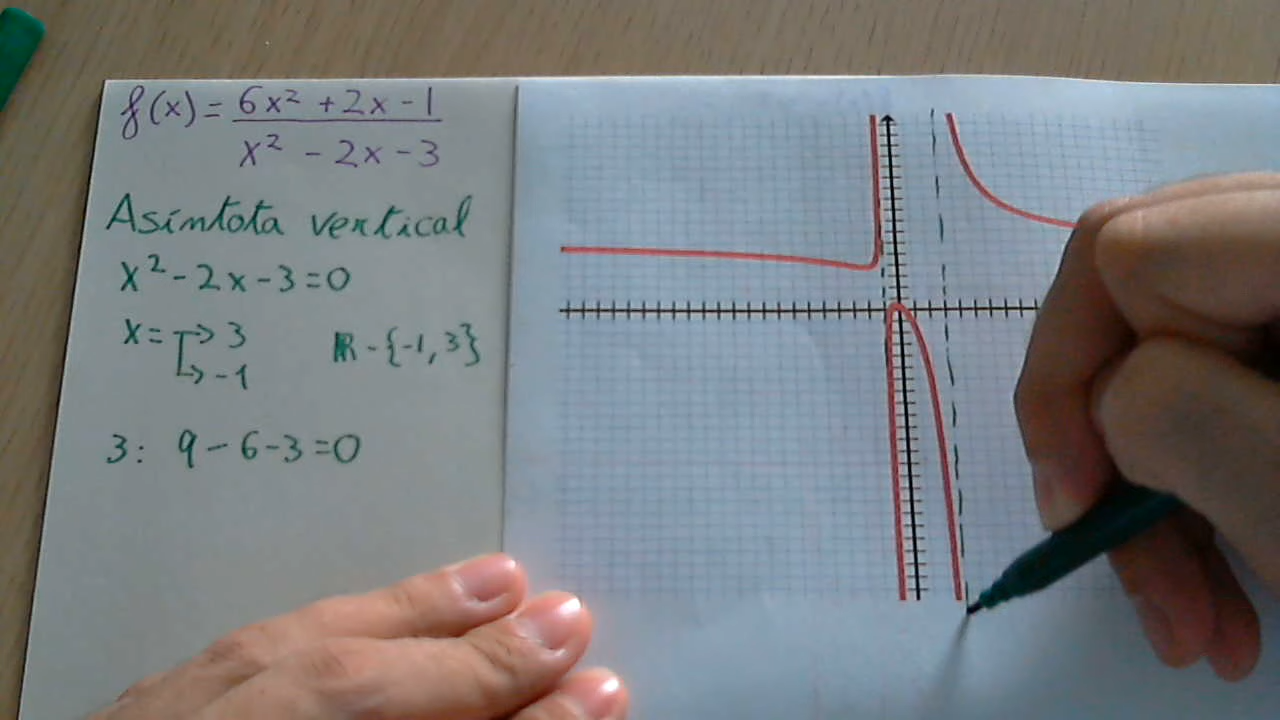 f(x) = 6x² + 2x - 1
x² - 2x - 3
Asíntota vertical
x² - 2x - 3 = 0
x = → 3
→ -1
ℝ - {-1, 3}
3: 9 - 6 - 3 = 0